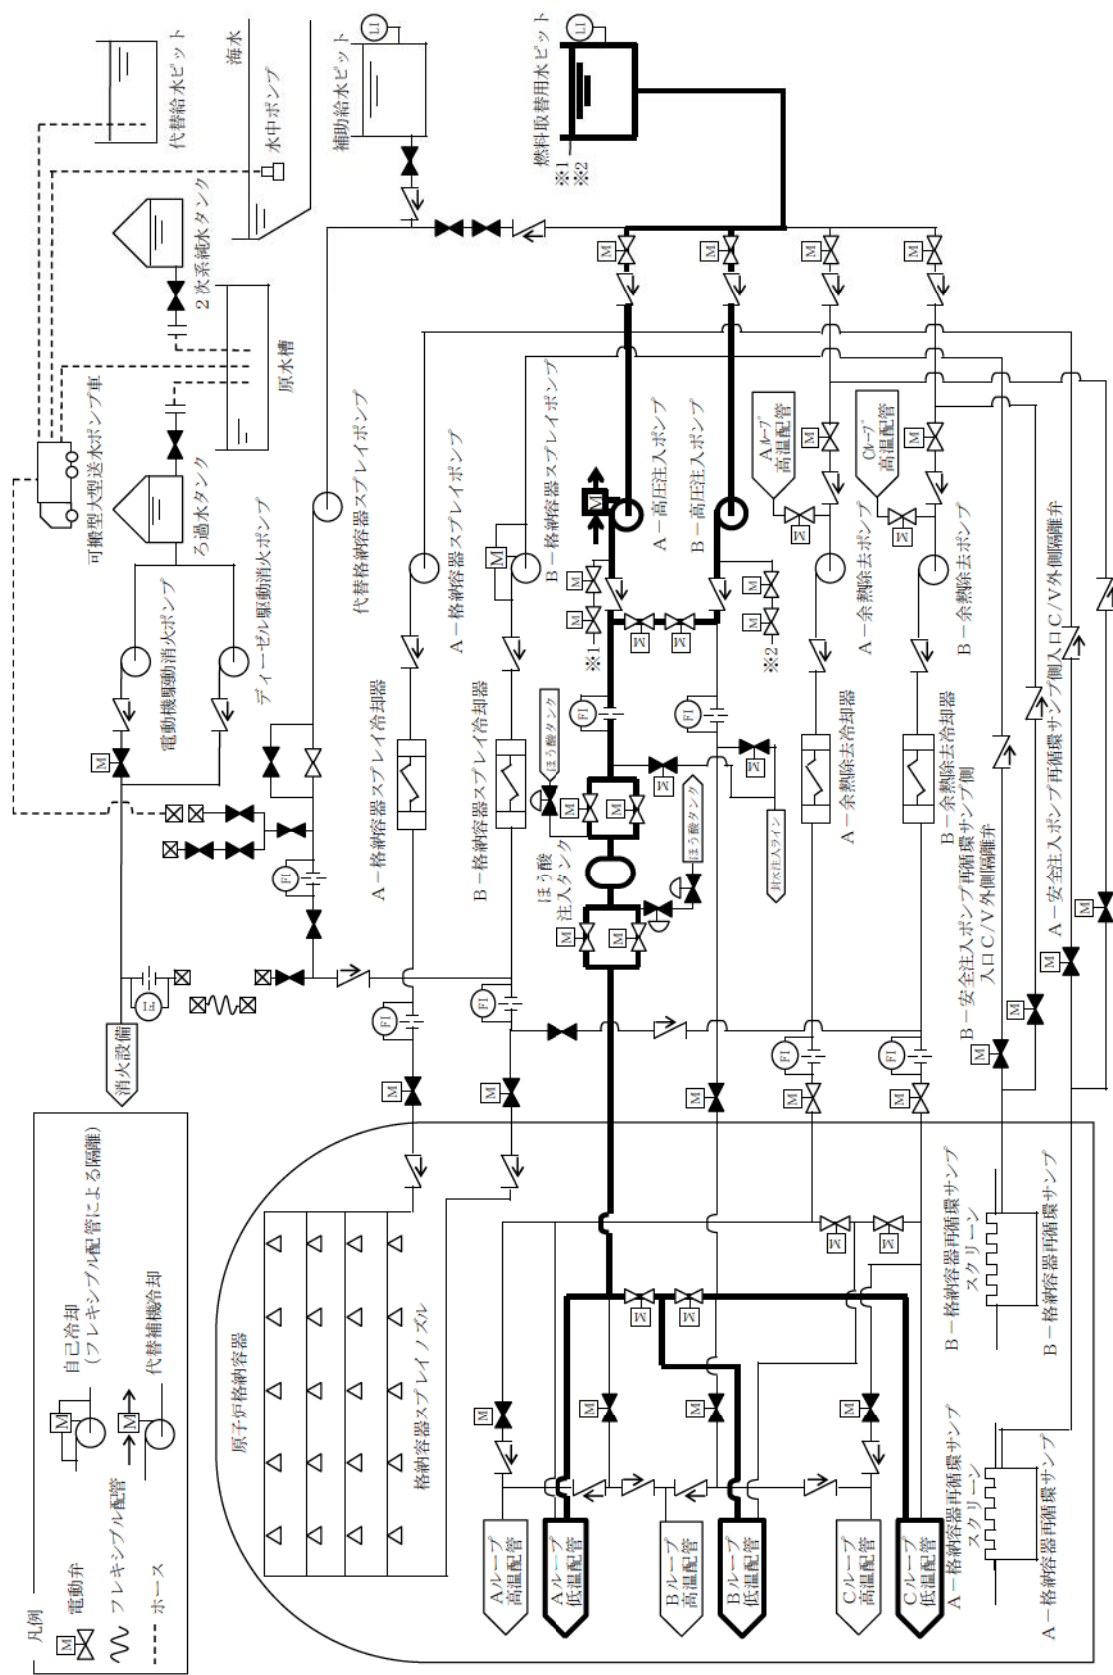 凡例
電動弁
フレキシブル配管
ホース
自己冷却
(フレキシブル配管による隔離)
代替補機冷却
M
M
M
消火設備
FI
FI
M
電動機駆動消火ポンプ
ディーゼル駆動消火ポンプ
可搬型大型送水ポンプ車
ろ過水タンク
2次系純水タンク
原水槽
代替給水ピット
海水
水中ポンプ
補助給水ピット
LI
燃料取替用水ピット
LI
※1
※2
代替格納容器スプレイポンプ
A-格納容器スプレイポンプ
B-格納容器スプレイポンプ
M
A-格納容器スプレイ冷却器
B-格納容器スプレイ冷却器
FI
FI
M
M
原子炉格納容器
格納容器スプレイノズル
A-高圧注入ポンプ
B-高圧注入ポンプ
M
M
M
M
M
※1
M
M
※2
M
M
M
M
FI
FI
ほう酸タンク
ほう酸
注入タンク
ほう酸タンク
封水注入ライン
M
M
M
M
M
M
M
Aループ
高温配管
Cループ
高温配管
M
M
M
M
M
M
A-余熱除去ポンプ
B-余熱除去ポンプ
A-余熱除去冷却器
B-余熱除去冷却器
B-安全注入ポンプ再循環サンプ側
入口C/V外側隔離弁
A-安全注入ポンプ再循環サンプ側入口C/V外側隔離弁
M
M
M
M
FI
FI
M
M
M
M
M
M
M
M
M
M
Aループ
高温配管
Aループ
低温配管
Bループ
高温配管
Bループ
低温配管
Cループ
高温配管
Cループ
低温配管
B-格納容器再循環サンプ
スクリーン
B-格納容器再循環サンプ
A-格納容器再循環サンプ
スクリーン
A-格納容器再循環サンプ